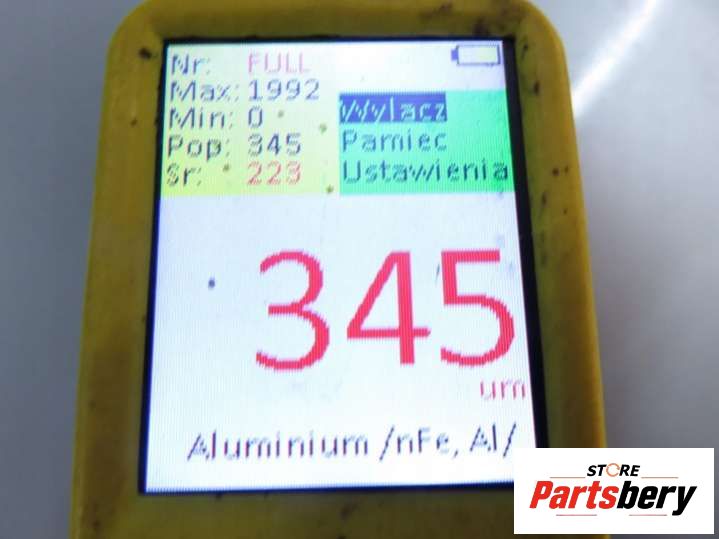 Nr: FULL
Max: 1992
Min: 0
Pop: 345
Sr: 223
Wylacz
Pamiec
Ustawienia
345
um
Aluminium /nFe, Al/
STORE
Partsbery